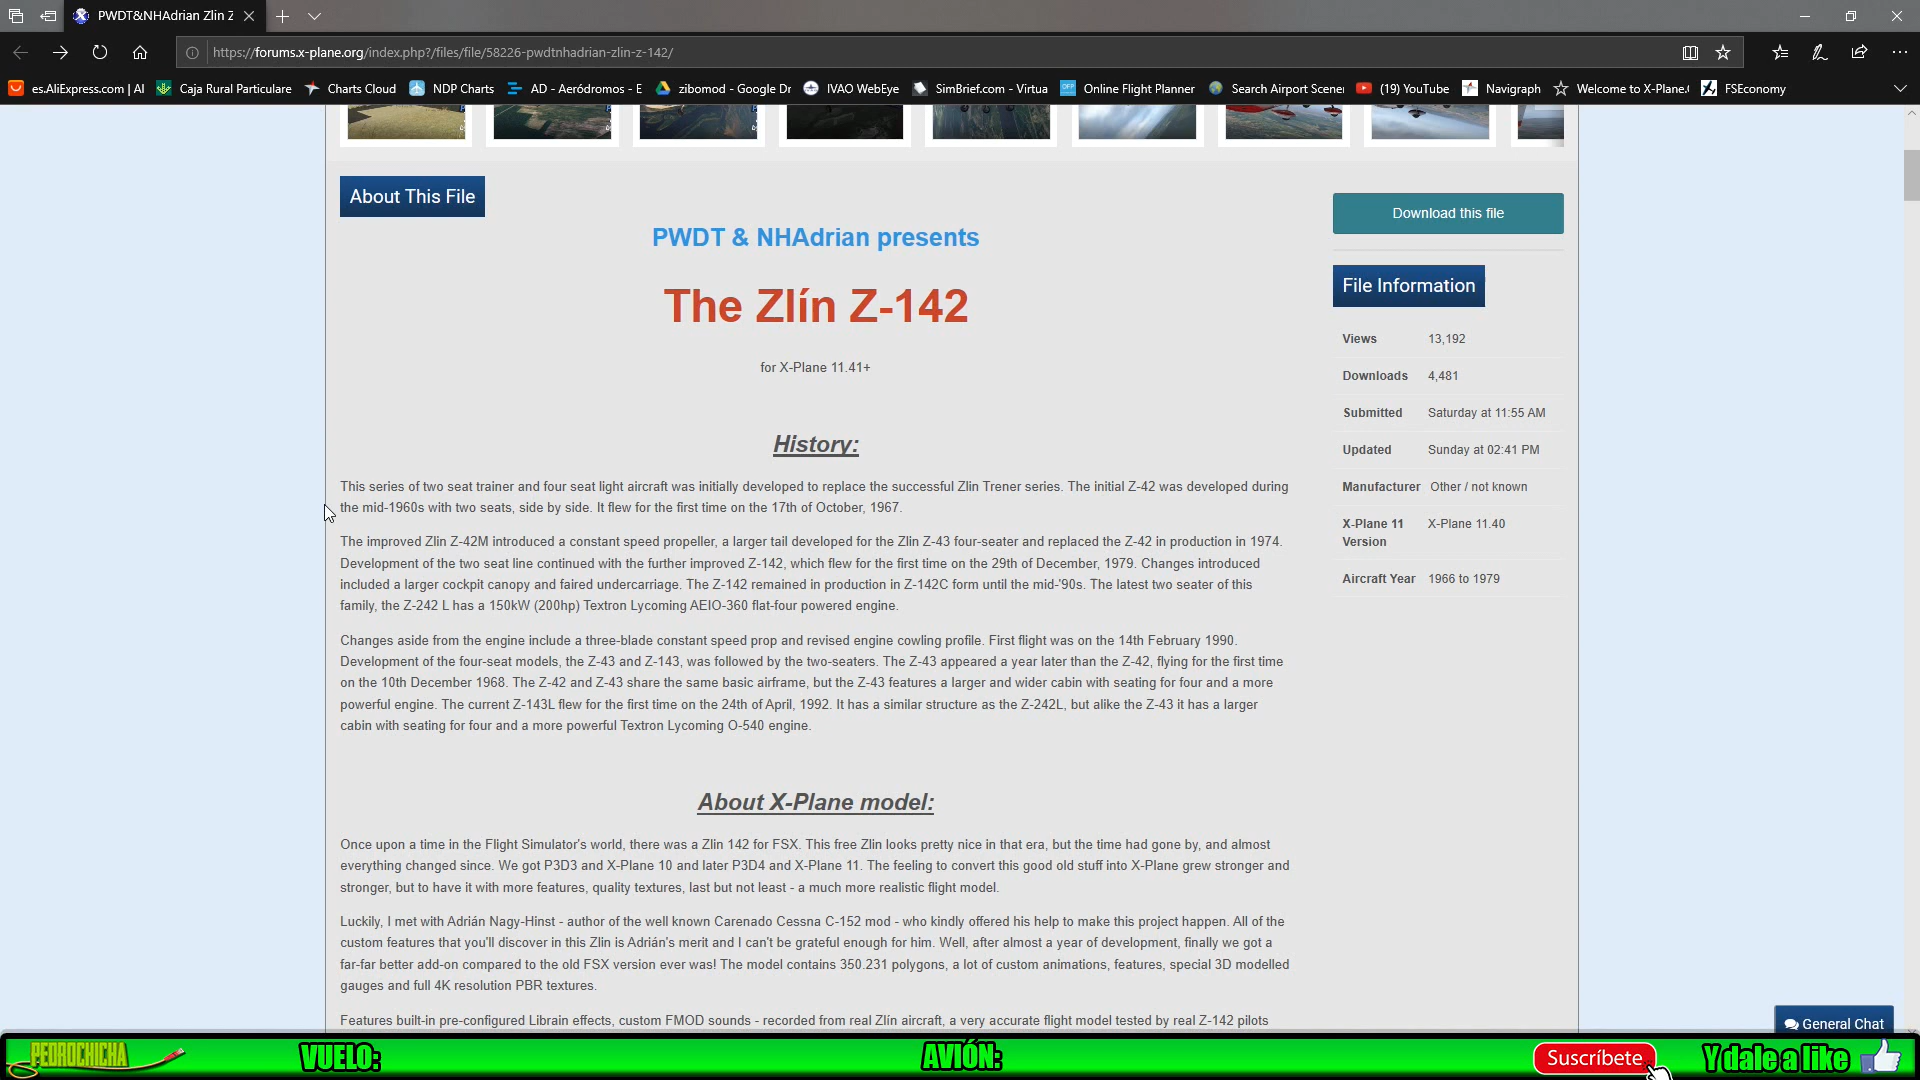 PWDT&NHAdrian Zlin Z
https://forums.x-plane.org/index.php?/files/file/58226-pwdtnhadrian-zlin-z-142/
es.AliExpress.com | Al
Caja Rural Particulare
Charts Cloud
NDP Charts
AD - Aeródromos - E
zibomod - Google Dr
IVAO WebEye
SimBrief.com - Virtua
Online Flight Planner
Search Airport Scener
(19) YouTube
Navigraph
Welcome to X-Plane.
FSEconomy
About This File
PWDT & NHAdrian presents
The Zlín Z-142
for X-Plane 11.41+
History:
This series of two seat trainer and four seat light aircraft was initially developed to replace the successful Zlin Trener series. The initial Z-42 was developed during
the mid-1960s with two seats, side by side. It flew for the first time on the 17th of October, 1967.
The improved Zlin Z-42M introduced a constant speed propeller, a larger tail developed for the Zlin Z-43 four-seater and replaced the Z-42 in production in 1974.
Development of the two seat line continued with the further improved Z-142, which flew for the first time on the 29th of December, 1979. Changes introduced
included a larger cockpit canopy and faired undercarriage. The Z-142 remained in production in Z-142C form until the mid-'90s. The latest two seater of this
family, the Z-242 L has a 150kW (200hp) Textron Lycoming AEIO-360 flat-four powered engine.
Changes aside from the engine include a three-blade constant speed prop and revised engine cowling profile. First flight was on the 14th February 1990.
Development of the four-seat models, the Z-43 and Z-143, was followed by the two-seaters. The Z-43 appeared a year later than the Z-42, flying for the first time
on the 10th December 1968. The Z-42 and Z-43 share the same basic airframe, but the Z-43 features a larger and wider cabin with seating for four and a more
powerful engine. The current Z-143L flew for the first time on the 24th of April, 1992. It has a similar structure as the Z-242L, but alike the Z-43 it has a larger
cabin with seating for four and a more powerful Textron Lycoming O-540 engine.
About X-Plane model:
Once upon a time in the Flight Simulator's world, there was a Zlin 142 for FSX. This free Zlin looks pretty nice in that era, but the time had gone by, and almost
everything changed since. We got P3D3 and X-Plane 10 and later P3D4 and X-Plane 11. The feeling to convert this good old stuff into X-Plane grew stronger and
stronger, but to have it with more features, quality textures, last but not least - a much more realistic flight model.
Luckily, I met with Adrián Nagy-Hinst - author of the well known Carenado Cessna C-152 mod - who kindly offered his help to make this project happen. All of the
custom features that you'll discover in this Zlin is Adrián's merit and I can't be grateful enough for him. Well, after almost a year of development, finally we got a
far-far better add-on compared to the old FSX version ever was! The model contains 350.231 polygons, a lot of custom animations, features, special 3D modelled
gauges and full 4K resolution PBR textures.
Features built-in pre-configured Librain effects, custom FMOD sounds - recorded from real Zlín aircraft, a very accurate flight model tested by real Z-142 pilots
Download this file
File Information
Views 13,192
Downloads 4,481
Submitted Saturday at 11:55 AM
Updated Sunday at 02:41 PM
Manufacturer Other / not known
X-Plane 11 X-Plane 11.40
Version
Aircraft Year 1966 to 1979
General Chat
PEDROCHICHA
VUELO:
AVIÓN:
Suscríbete
Y dale a like